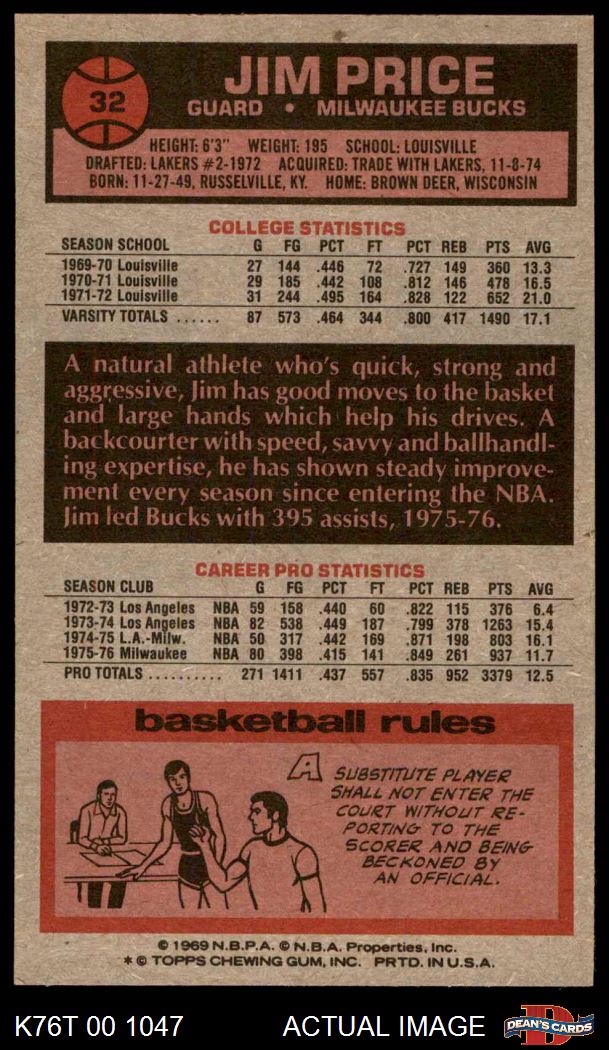 32
JIM PRICE
GUARD • MILWAUKEE BUCKS
HEIGHT: 6'3" WEIGHT: 195 SCHOOL: LOUISVILLE
DRAFTED: LAKERS #2-1972 ACQUIRED: TRADE WITH LAKERS, 11-8-74
BORN: 11-27-49, RUSSELVILLE, KY. HOME: BROWN DEER, WISCONSIN
COLLEGE STATISTICS
SEASON SCHOOL G FG PCT FT PCT REB PTS AVG
1969-70 Louisville 27 144 .446 72 .727 149 360 13.3
1970-71 Louisville 29 185 .442 108 .812 146 478 16.5
1971-72 Louisville 31 244 .495 164 .828 122 652 21.0
VARSITY TOTALS ...... 87 573 .464 344 .800 417 1490 17.1
A natural athlete who's quick, strong and
aggressive, Jim has good moves to the basket
and large hands which help his drives. A
backcourter with speed, savvy and ballhandl-
ing expertise, he has shown steady improve-
ment every season since entering the NBA.
Jim led Bucks with 395 assists, 1975-76.
CAREER PRO STATISTICS
SEASON CLUB G FG PCT FT PCT REB PTS AVG
1972-73 Los Angeles NBA 59 158 .440 60 .822 115 376 6.4
1973-74 Los Angeles NBA 82 538 .449 187 .799 378 1263 15.4
1974-75 L.A.-Milw. NBA 50 317 .442 169 .871 198 803 16.1
1975-76 Milwaukee NBA 80 398 .415 141 .849 261 937 11.7
PRO TOTALS .......... 271 1411 .437 557 .835 952 3379 12.5
basketball rules
A SUBSTITUTE PLAYER
SHALL NOT ENTER THE
COURT WITHOUT RE-
PORTING TO THE
SCORER AND BEING
BECKONED BY
AN OFFICIAL.
© 1969 N.B.P.A. © N.B.A. Properties, Inc.
* © TOPPS CHEWING GUM, INC. PRTD. IN U.S.A.
K76T 00 1047 ACTUAL IMAGE D DEAN'S CARDS